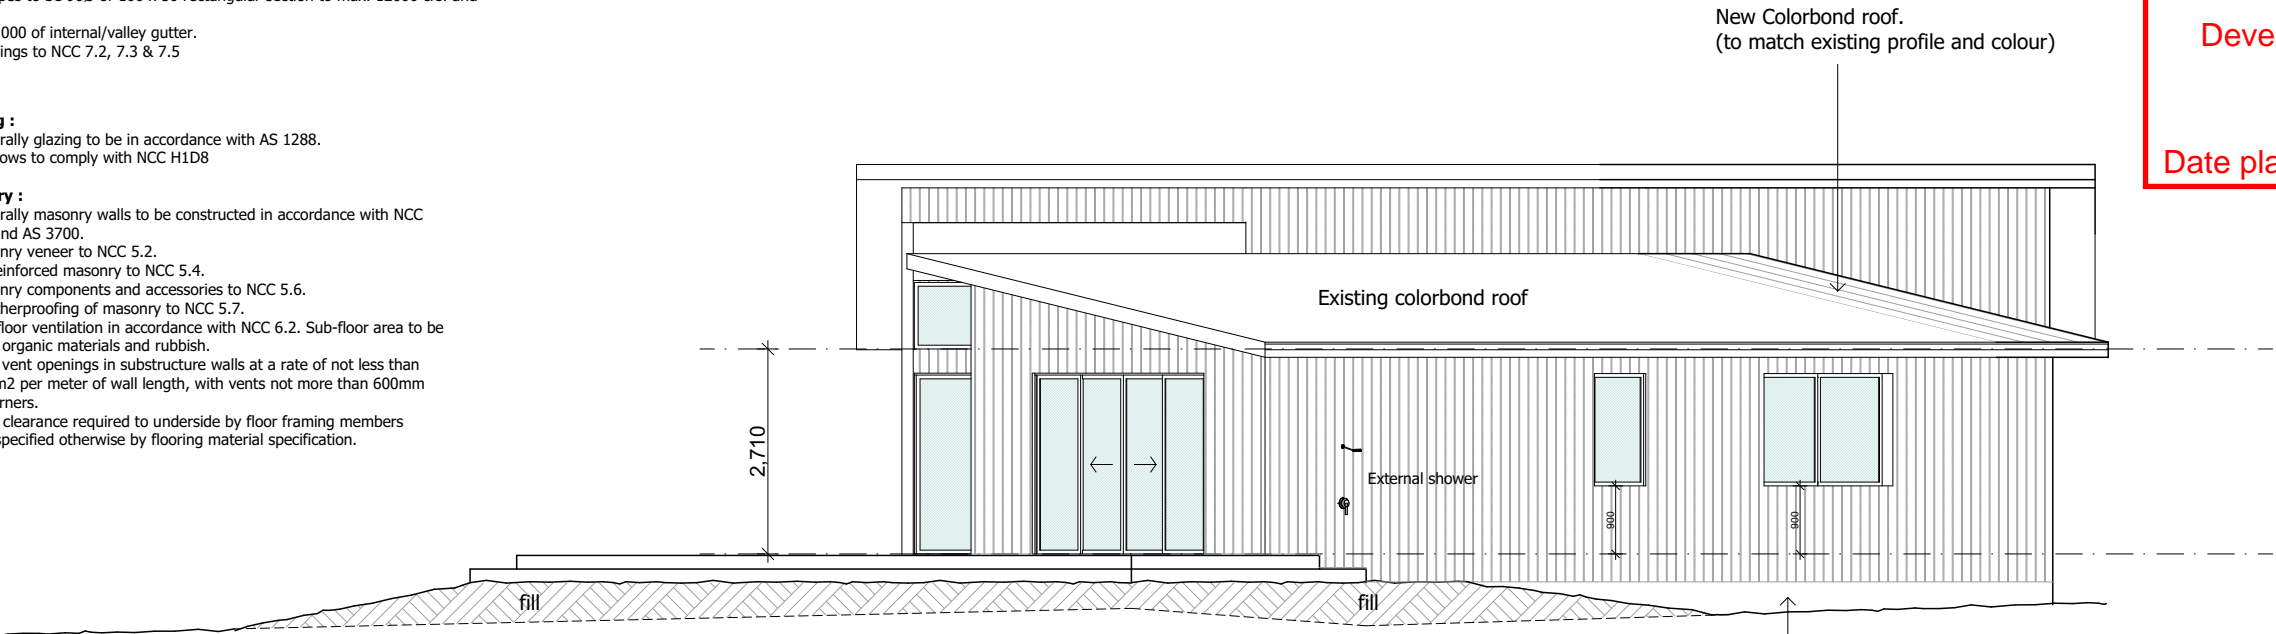 000 of internal/valley gutter.
ings to NCC 7.2, 7.3 & 7.5
g :
rally glazing to be in accordance with AS 1288.
ows to comply with NCC H1D8
ry :
rally masonry walls to be constructed in accordance with NCC
nd AS 3700.
nry veneer to NCC 5.2.
einforced masonry to NCC 5.4.
nry components and accessories to NCC 5.6.
therproofing of masonry to NCC 5.7.
floor ventilation in accordance with NCC 6.2. Sub-floor area to be
organic materials and rubbish.
vent openings in substructure walls at a rate of not less than
m2 per meter of wall length, with vents not more than 600mm
rners.
clearance required to underside by floor framing members
specified otherwise by flooring material specification.
New Colorbond roof.
(to match existing profile and colour)
Deve
Date pla
Existing colorbond roof
2,710
External shower
900
900
fill
fill